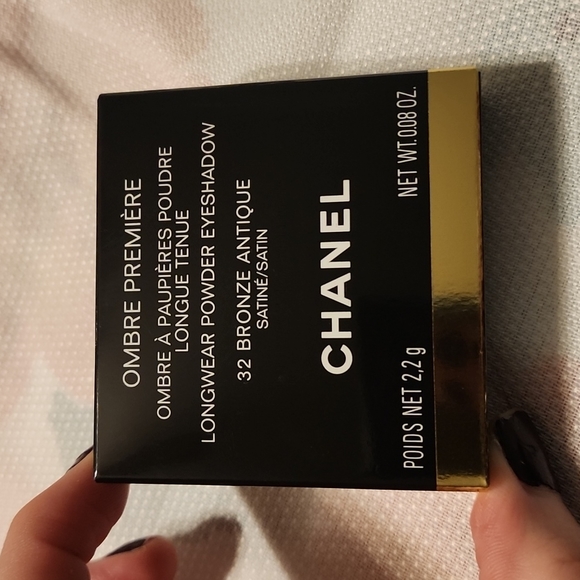 OMBRE PREMIÈRE
OMBRE À PAUPIÈRES POUDRE
LONGUE TENUE
LONGWEAR POWDER EYESHADOW
32 BRONZE ANTIQUE
SATINÉ/SATIN
CHANEL
POIDS NET 2,2 g NET WT. 0.08 OZ.